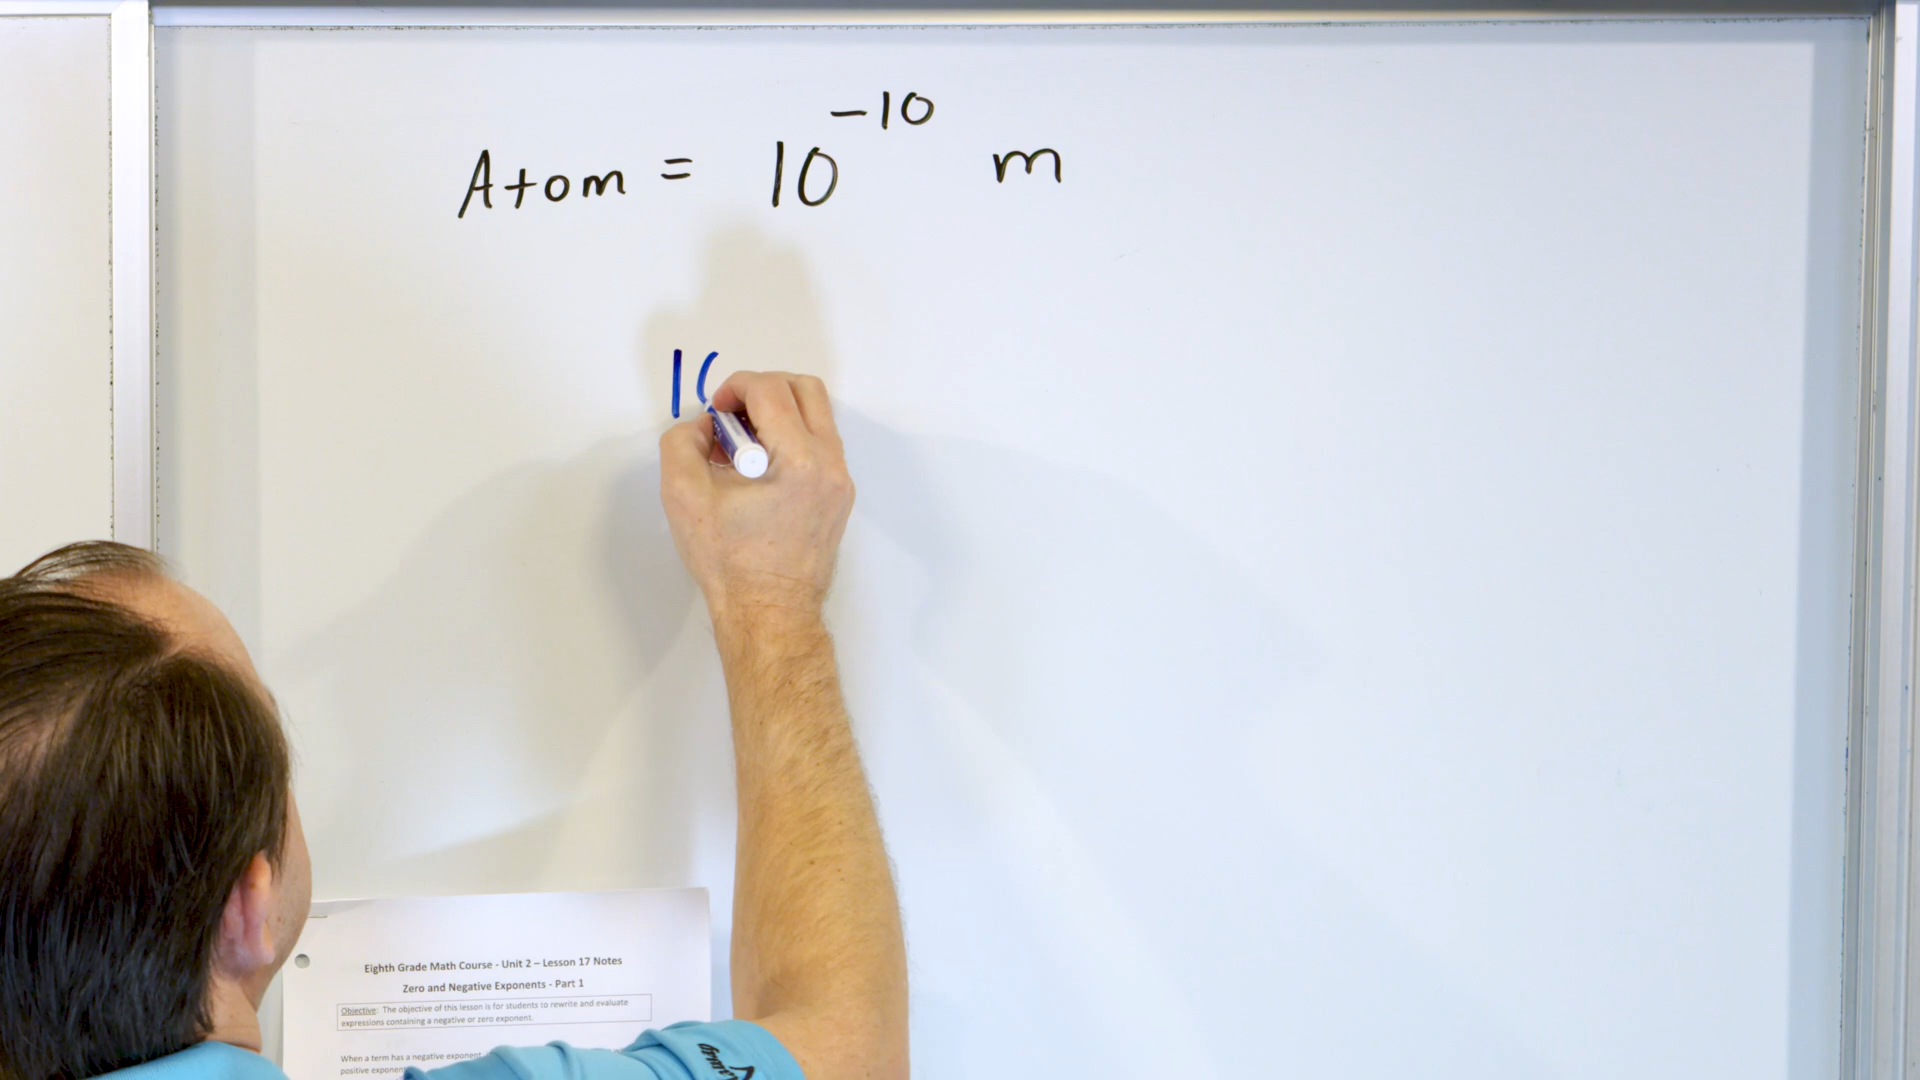 Atom = 10⁻¹⁰ m
1
Eighth Grade Math Course - Unit 2 – Lesson 17 Notes
Zero and Negative Exponents - Part 1
Objective: The objective of this lesson is for students to rewrite and evaluate
expressions containing a negative or zero exponent.
When a term has a negative exponent
positive exponent